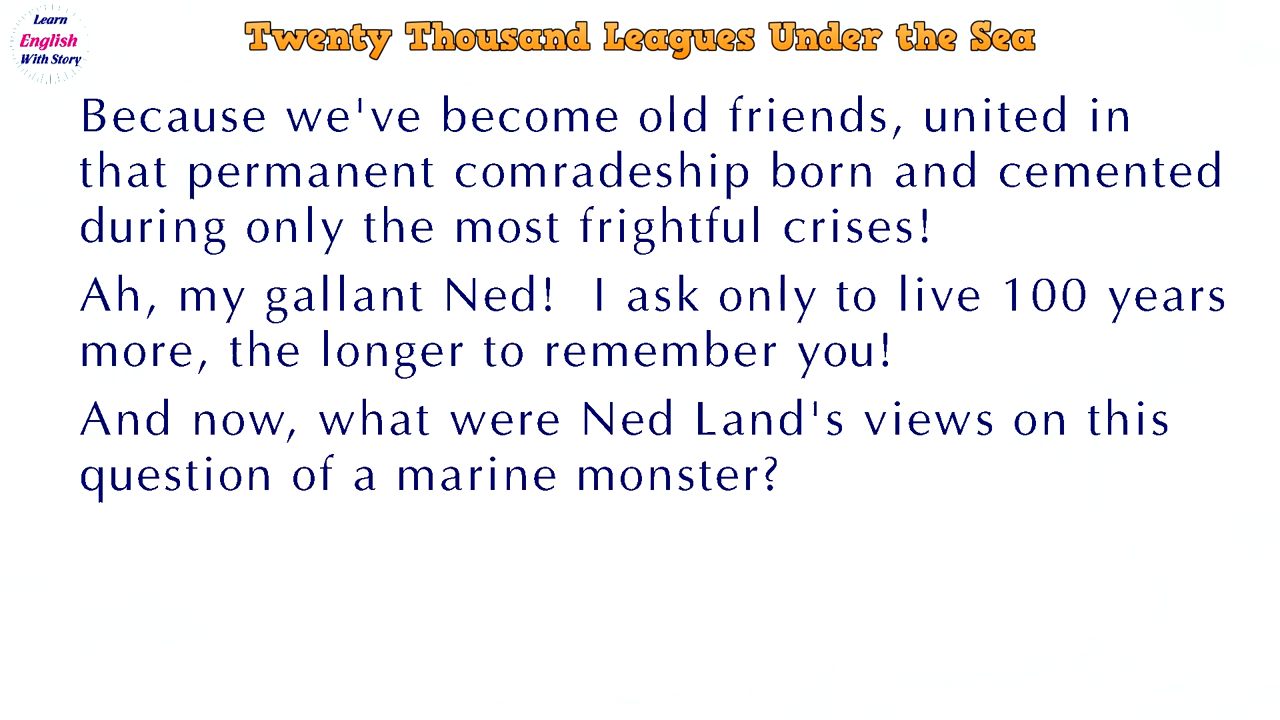 Learn
English
With Story
Twenty Thousand Leagues Under the Sea
Because we've become old friends, united in
that permanent comradeship born and cemented
during only the most frightful crises!
Ah, my gallant Ned!  I ask only to live 100 years
more, the longer to remember you!
And now, what were Ned Land's views on this
question of a marine monster?